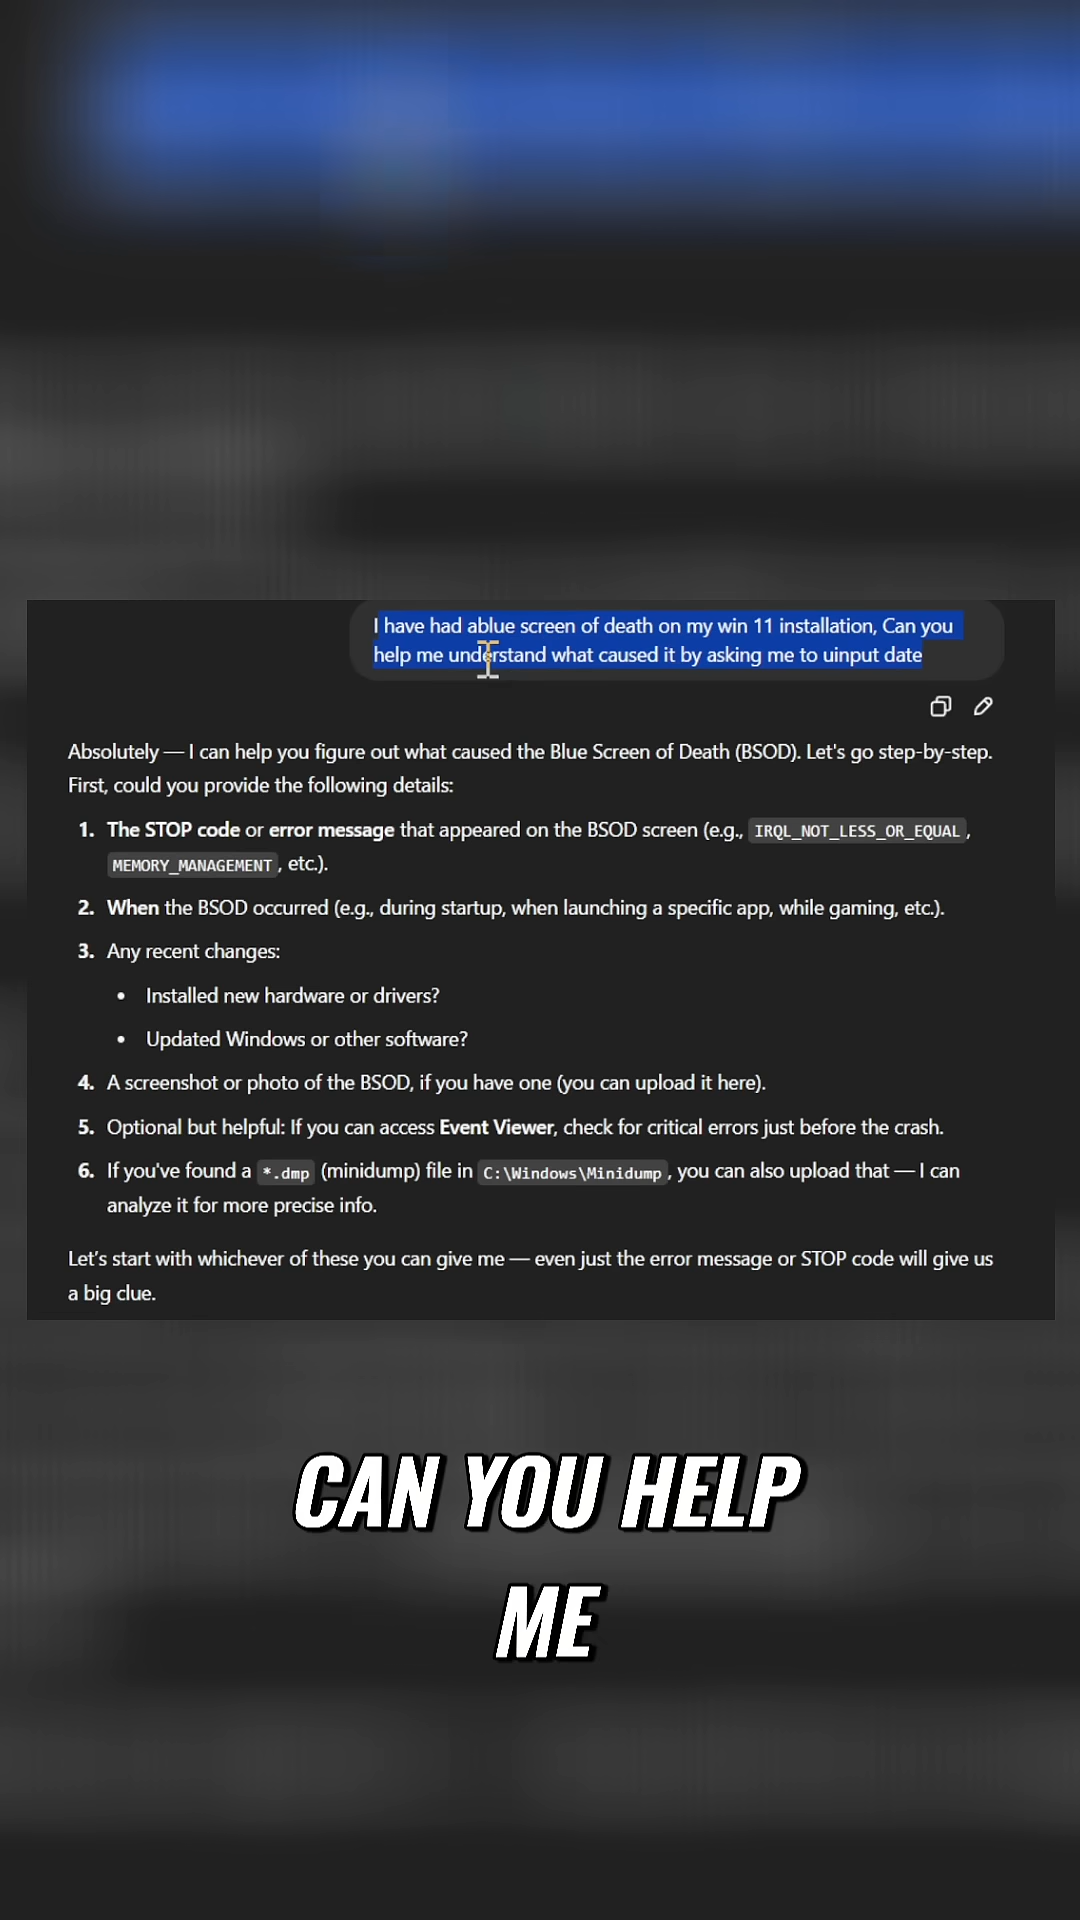 I have had ablue screen of death on my win 11 installation, Can you
help me understand what caused it by asking me to uinput date
Absolutely — I can help you figure out what caused the Blue Screen of Death (BSOD). Let's go step-by-step.
First, could you provide the following details:
1. The STOP code or error message that appeared on the BSOD screen (e.g., IRQL_NOT_LESS_OR_EQUAL,
MEMORY_MANAGEMENT, etc.).
2. When the BSOD occurred (e.g., during startup, when launching a specific app, while gaming, etc.).
3. Any recent changes:
• Installed new hardware or drivers?
• Updated Windows or other software?
4. A screenshot or photo of the BSOD, if you have one (you can upload it here).
5. Optional but helpful: If you can access Event Viewer, check for critical errors just before the crash.
6. If you've found a *.dmp (minidump) file in C:\Windows\Minidump, you can also upload that — I can
analyze it for more precise info.
Let's start with whichever of these you can give me — even just the error message or STOP code will give us
a big clue.
CAN YOU HELP
ME